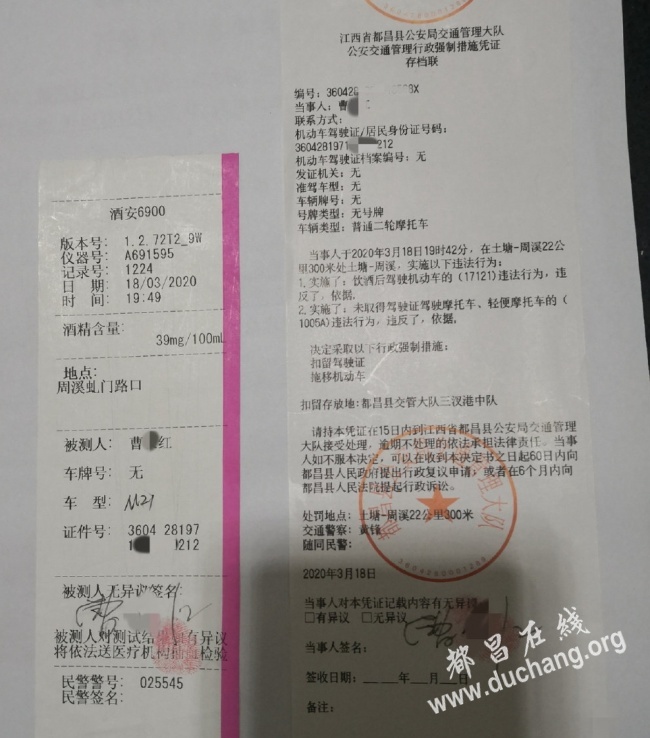 酒安6900
版本号: 1.2.72T2_9W
仪器号: A691595
记录号: 1224
日 期: 18/03/2020
时 间: 19:49
酒精含量:
39mg/100mL
地点:
周溪虬门路口
被测人: 曹 红
车牌号: 无
车 型: M21
证件号: 3604 28197
1 0212
被测人无异议签名:
被测人对测试结果有异议
将依法送医疗机构抽血检验
民警警号: 025545
民警签名:
江西省都昌县公安局交通管理大队
公安交通管理行政强制措施凭证
存档联
编号: 360428 X
当事人: 曹 红
联系方式:
机动车驾驶证/居民身份证号码:
3604281971 212
机动车驾驶证档案编号: 无
发证机关: 无
准驾车型: 无
车辆牌号: 无
号牌类型: 无号牌
车辆类型: 普通二轮摩托车
当事人于2020年3月18日19时42分，在土塘-周溪22公
里300米处土塘-周溪，实施以下违法行为：
1.实施了：饮酒后驾驶机动车的（17121)违法行为，违
反了，依据。
2.实施了：未取得驾驶证驾驶摩托车、轻便摩托车的（
1005A)违法行为，违反了，依据。
决定采取以下行政强制措施：
扣留驾驶证
拖移机动车
扣留存放地: 都昌县交管大队三汊港中队
请持本凭证在15日内到江西省都昌县公安局交通管理
大队接受处理，逾期不处理的依法承担法律责任。当事
人如不服本决定，可以在收到本决定书之日起60日内向
都昌县人民政府提出行政复议申请；或者在6个月内向
都昌县人民法院提起行政诉讼。
处罚地点: 土塘-周溪22公里300米
交通警察: 黄锋
随同民警:
2020年3月18日
当事人对本凭证记载内容有无异议
□有异议 □无异议
当事人签名:
签收日期: ____年__月__日
备注:
都昌在线
www.duchang.org